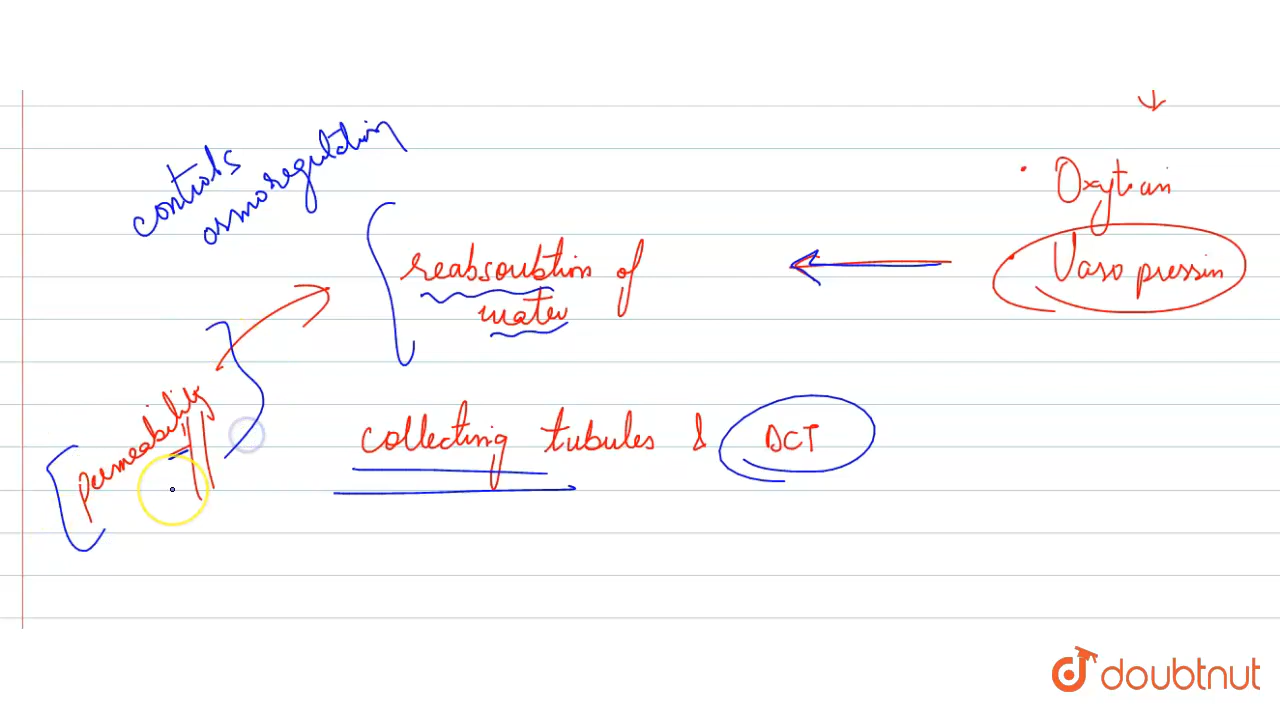 controls
osmoregulation
Oxytocin
Vasopressin
reabsorbtion of
water
permeability
collecting tubules & DCT
doubtnut